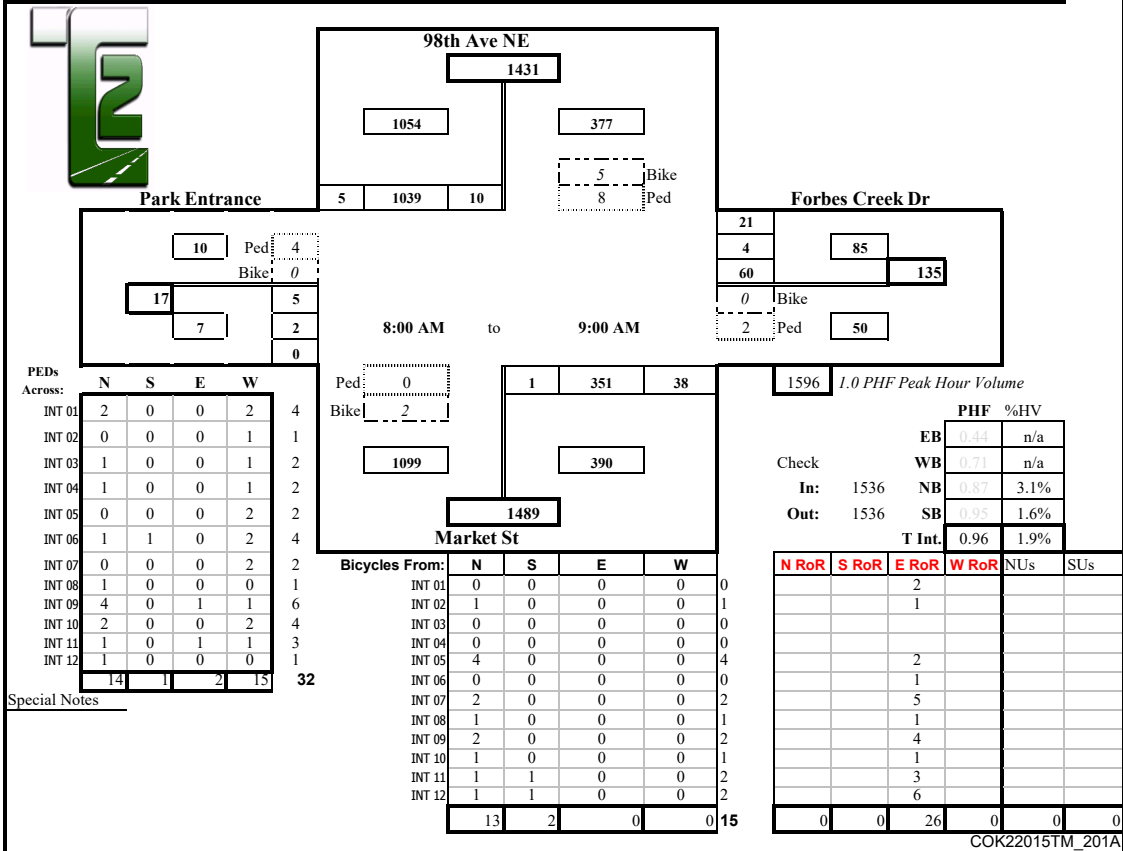 T2
98th Ave NE
1431
1054 377
5 Bike
8 Ped
Park Entrance
5 1039 10
Forbes Creek Dr
21
10 Ped 4
4 85
Bike 0
60 135
17 5
0 Bike
7 2
8:00 AM to 9:00 AM
2 Ped 50
0
PEDs
Across: N S E W
Ped 0
1 351 38
1596 1.0 PHF Peak Hour Volume
INT 01 2 0 0 2 4
Bike 2
PHF %HV
INT 02 0 0 0 1 1
EB 0.44 n/a
INT 03 1 0 0 1 2
1099 390
Check WB 0.71 n/a
INT 04 1 0 0 1 2
In: 1536 NB 0.87 3.1%
INT 05 0 0 0 2 2
1489
Out: 1536 SB 0.95 1.6%
INT 06 1 1 0 2 4
Market St
T Int. 0.96 1.9%
INT 07 0 0 0 2 2
INT 08 1 0 0 0 1
INT 09 4 0 1 1 6
INT 10 2 0 0 2 4
INT 11 1 0 1 1 3
INT 12 1 0 0 0 1
14 1 2 15 32
Special Notes
Bicycles From: N S E W
INT 01 0 0 0 0 0
INT 02 1 0 0 0 1
INT 03 0 0 0 0 0
INT 04 0 0 0 0 0
INT 05 4 0 0 0 4
INT 06 0 0 0 0 0
INT 07 2 0 0 0 2
INT 08 1 0 0 0 1
INT 09 2 0 0 0 2
INT 10 1 0 0 0 1
INT 11 1 1 0 0 2
INT 12 1 1 0 0 2
13 2 0 0 15
N RoR S RoR E RoR W RoR NUs SUs
2
1
2
1
5
1
4
1
3
6
0 0 26 0 0 0
COK22015TM_201A